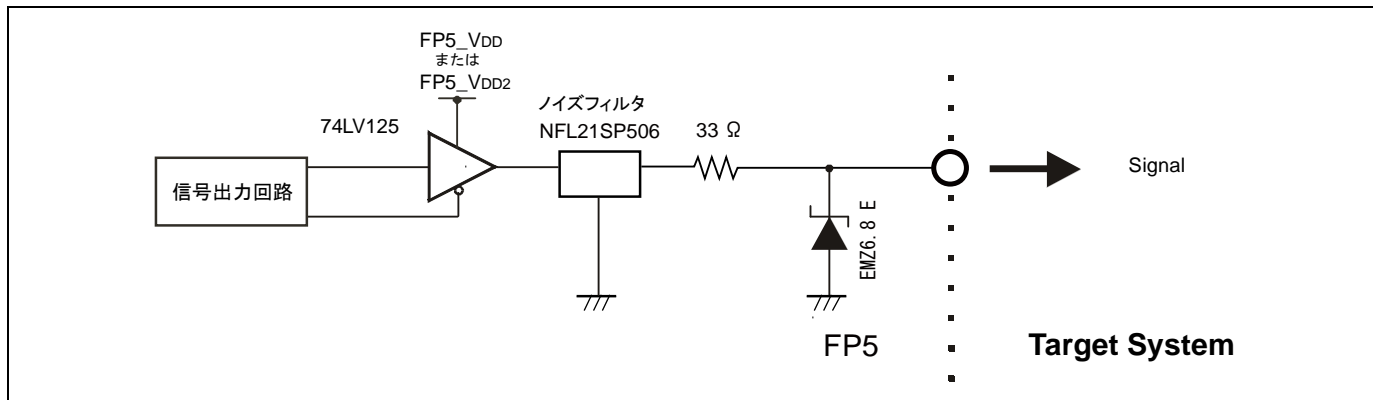 FP5_VDD
または
FP5_VDD2
ノイズフィルタ
74LV125
NFL21SP506
33 Ω
信号出力回路
Signal
EMZ6.8 E
FP5
Target System